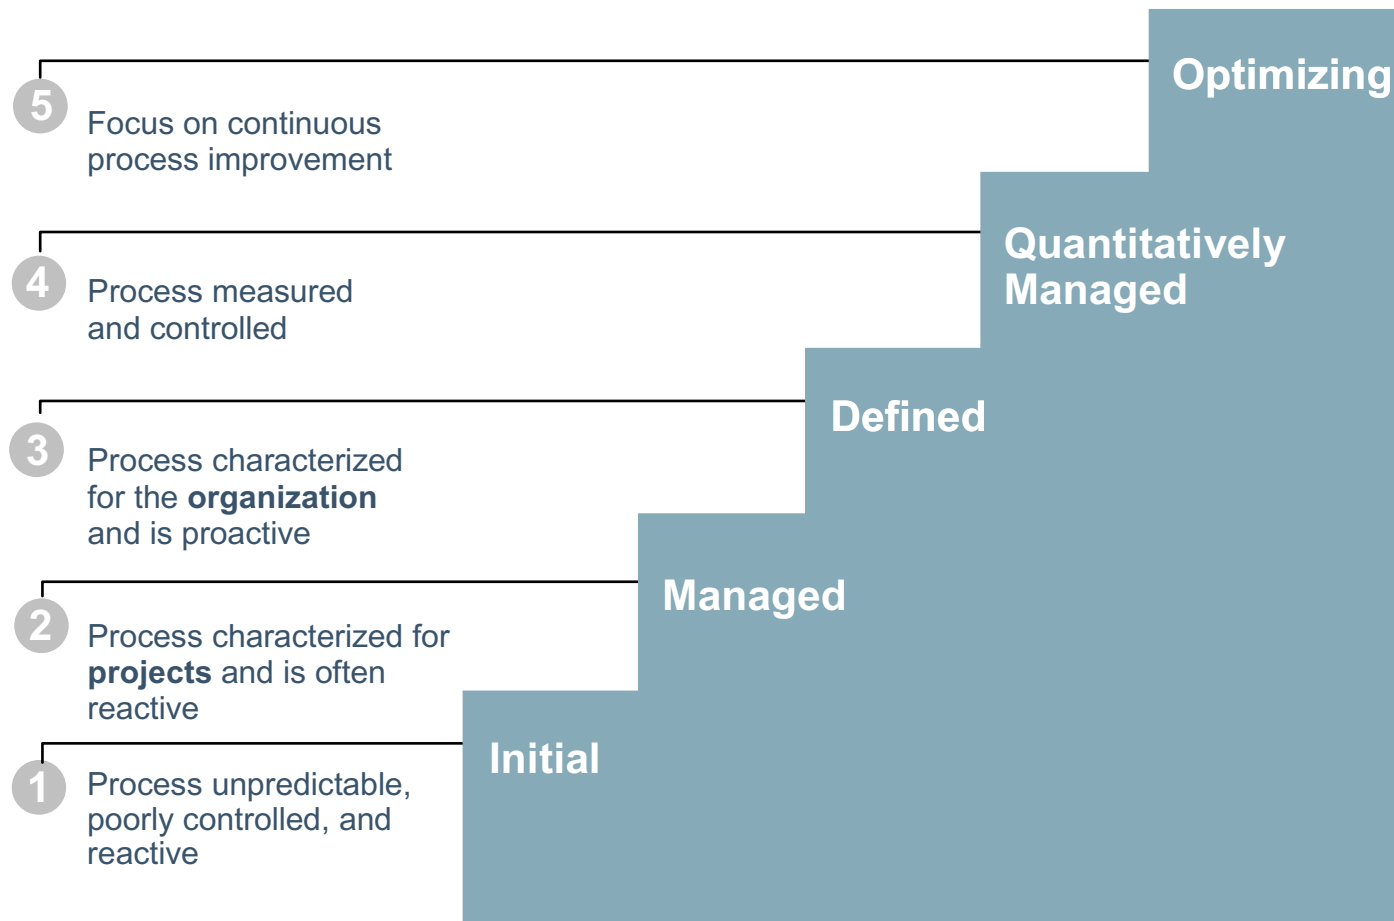 Optimizing
5
Focus on continuous
process improvement
Quantitatively
Managed
4
Process measured
and controlled
Defined
3
Process characterized
for the organization
and is proactive
Managed
2
Process characterized for
projects and is often
reactive
Initial
1
Process unpredictable,
poorly controlled, and
reactive